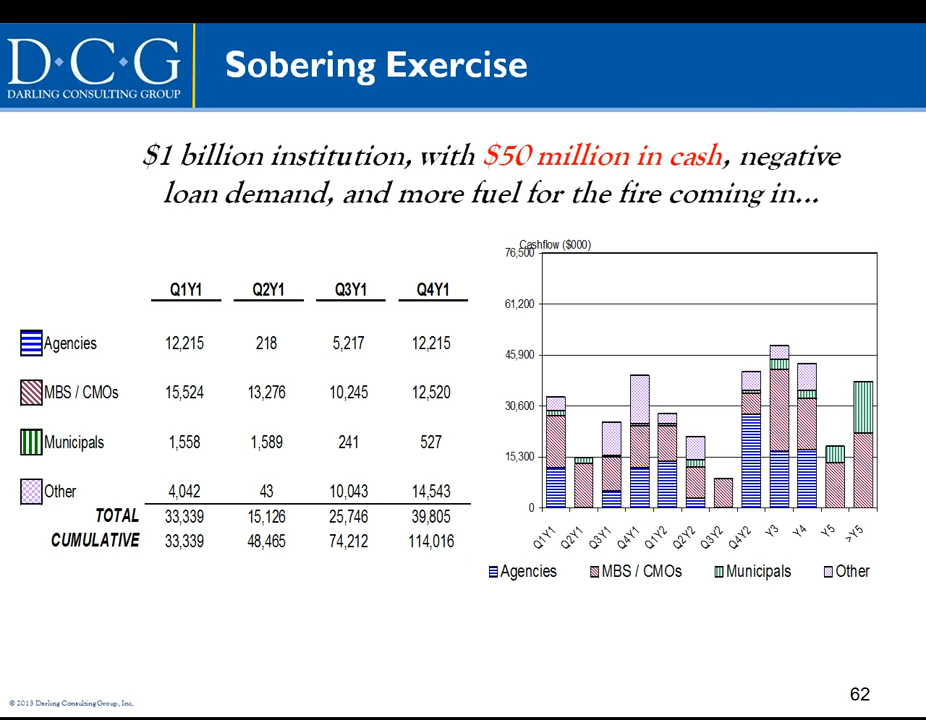 D•C•G
DARLING CONSULTING GROUP
Sobering Exercise
$1 billion institution, with $50 million in cash, negative
loan demand, and more fuel for the fire coming in...
Q1Y1 Q2Y1 Q3Y1 Q4Y1
Agencies 12,215 218 5,217 12,215
MBS / CMOs 15,524 13,276 10,245 12,520
Municipals 1,558 1,589 241 527
Other 4,042 43 10,043 14,543
TOTAL 33,339 15,126 25,746 39,805
CUMULATIVE 33,339 48,465 74,212 114,016
Cashflow ($000)
76,500
61,200
45,900
30,600
15,300
0
Q1Y1 Q2Y1 Q3Y1 Q4Y1 Q1Y2 Q2Y2 Q3Y2 Q4Y2 Y3 Y4 Y5 >Y5
Agencies MBS / CMOs Municipals Other
© 2013 Darling Consulting Group, Inc.
62